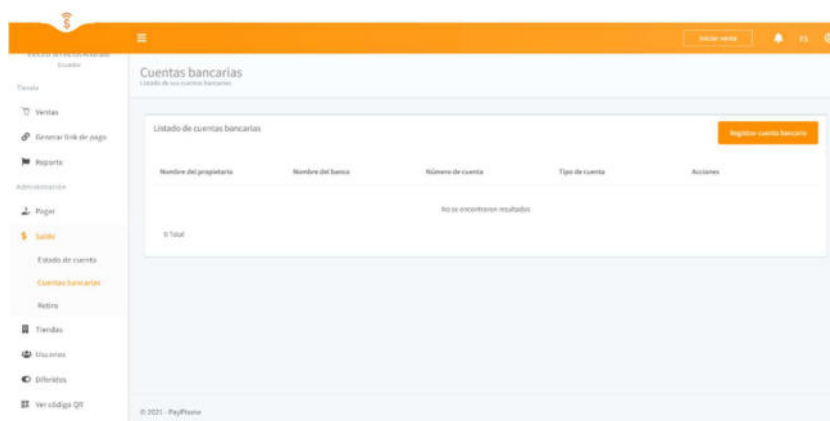 Iniciar venta
ES
Ecuador
Tienda
Ventas
Generar link de pago
Reporte
Administración
Pagar
Saldo
Estado de cuenta
Cuentas bancarias
Retiro
Tiendas
Usuarios
Diferidos
Ver código QR
Cuentas bancarias
Listado de sus cuentas bancarias
Listado de cuentas bancarias
Registrar cuenta bancaria
Nombre del propietario Nombre del banco Número de cuenta Tipo de cuenta Acciones
No se encontraron resultados
0 Total
© 2021 - PayPhone